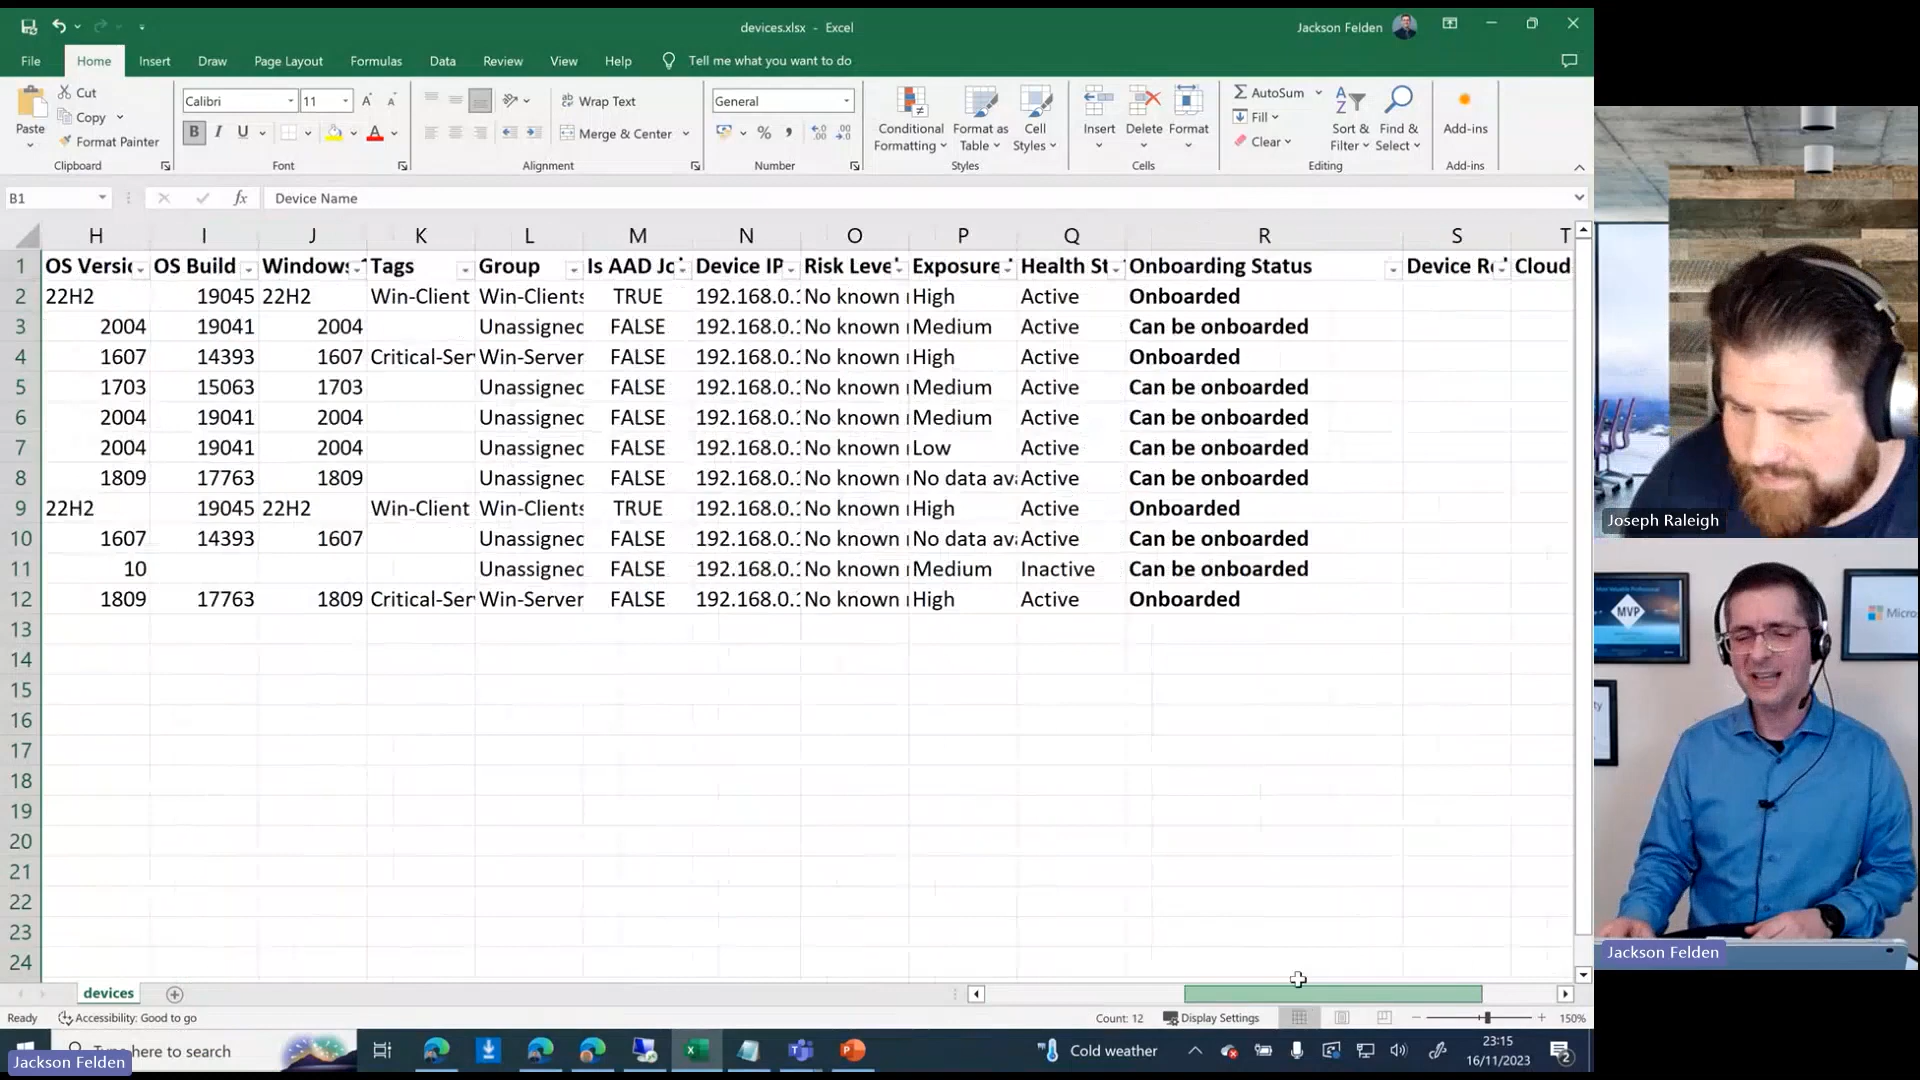 devices.xlsx - Excel
Jackson Felden
File Home Insert Draw Page Layout Formulas Data Review View Help Tell me what you want to do
Paste
Cut
Copy
Format Painter
Clipboard
Calibri 11
B I U
Font
Wrap Text
Merge & Center
Alignment
General
Number
Conditional Formatting
Format as Table
Cell Styles
Styles
Insert Delete Format
Cells
AutoSum
Fill
Clear
Sort & Filter
Find & Select
Editing
Add-ins
Add-ins
B1 fx Device Name
H I J K L M N O P Q R S T
1 OS Versic OS Build Windows Tags Group Is AAD Jo Device IP Risk Leve Exposure Health St Onboarding Status Device R Cloud
2 22H2 19045 22H2 Win-Client Win-Clients TRUE 192.168.0. No known High Active Onboarded
3 2004 19041 2004 Unassigned FALSE 192.168.0. No known Medium Active Can be onboarded
4 1607 14393 1607 Critical-Ser Win-Server FALSE 192.168.0. No known High Active Onboarded
5 1703 15063 1703 Unassigned FALSE 192.168.0. No known Medium Active Can be onboarded
6 2004 19041 2004 Unassigned FALSE 192.168.0. No known Medium Active Can be onboarded
7 2004 19041 2004 Unassigned FALSE 192.168.0. No known Low Active Can be onboarded
8 1809 17763 1809 Unassigned FALSE 192.168.0. No known No data av Active Can be onboarded
9 22H2 19045 22H2 Win-Client Win-Clients TRUE 192.168.0. No known High Active Onboarded
10 1607 14393 1607 Unassigned FALSE 192.168.0. No known No data av Active Can be onboarded
11 10 Unassigned FALSE 192.168.0. No known Medium Inactive Can be onboarded
12 1809 17763 1809 Critical-Ser Win-Server FALSE 192.168.0. No known High Active Onboarded
13
14
15
16
17
18
19
20
21
22
23
24
devices
Ready Accessibility: Good to go Count: 12 Display Settings 150%
here to search
Cold weather
23:15
16/11/2023
2
Jackson Felden
Joseph Raleigh
MVP
Micros
Jackson Felden